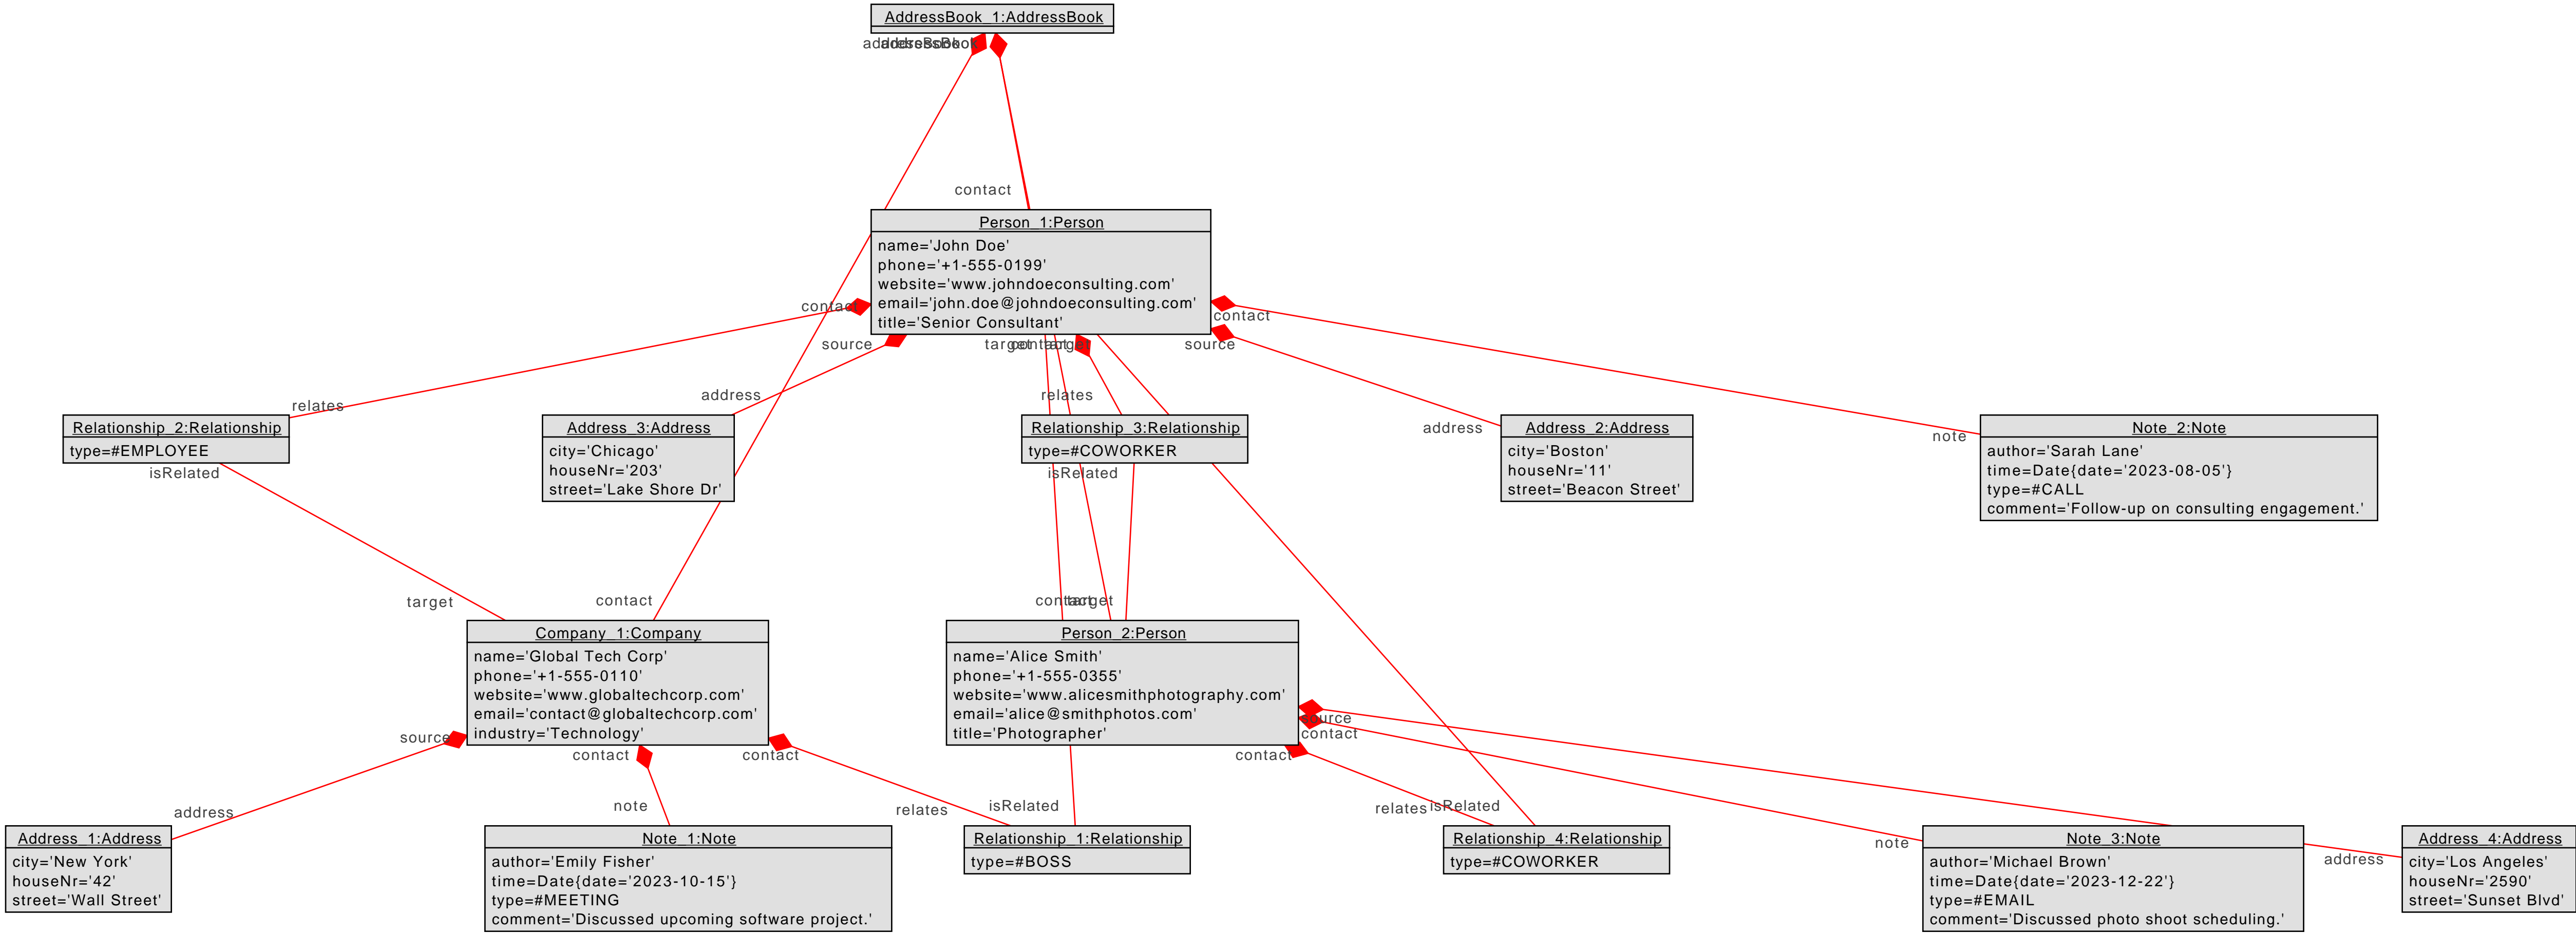 AddressBook_1:AddressBook
addressBook
addressBook
contact
Person_1:Person
name='John Doe'
phone='+1-555-0199'
website='www.johndoeconsulting.com'
email='john.doe@johndoeconsulting.com'
title='Senior Consultant'
contact
contact
source
target
contact
target
source
relates
address
relates
address
note
Relationship_2:Relationship
type=#EMPLOYEE
isRelated
Address_3:Address
city='Chicago'
houseNr='203'
street='Lake Shore Dr'
Relationship_3:Relationship
type=#COWORKER
isRelated
Address_2:Address
city='Boston'
houseNr='11'
street='Beacon Street'
Note_2:Note
author='Sarah Lane'
time=Date{date='2023-08-05'}
type=#CALL
comment='Follow-up on consulting engagement.'
target
contact
contact
target
Company_1:Company
name='Global Tech Corp'
phone='+1-555-0110'
website='www.globaltechcorp.com'
email='contact@globaltechcorp.com'
industry='Technology'
Person_2:Person
name='Alice Smith'
phone='+1-555-0355'
website='www.alicesmithphotography.com'
email='alice@smithphotos.com'
title='Photographer'
source
contact
contact
source
contact
contact
address
note
relates
isRelated
relates
isRelated
note
address
Address_1:Address
city='New York'
houseNr='42'
street='Wall Street'
Note_1:Note
author='Emily Fisher'
time=Date{date='2023-10-15'}
type=#MEETING
comment='Discussed upcoming software project.'
Relationship_1:Relationship
type=#BOSS
Relationship_4:Relationship
type=#COWORKER
Note_3:Note
author='Michael Brown'
time=Date{date='2023-12-22'}
type=#EMAIL
comment='Discussed photo shoot scheduling.'
Address_4:Address
city='Los Angeles'
houseNr='2590'
street='Sunset Blvd'